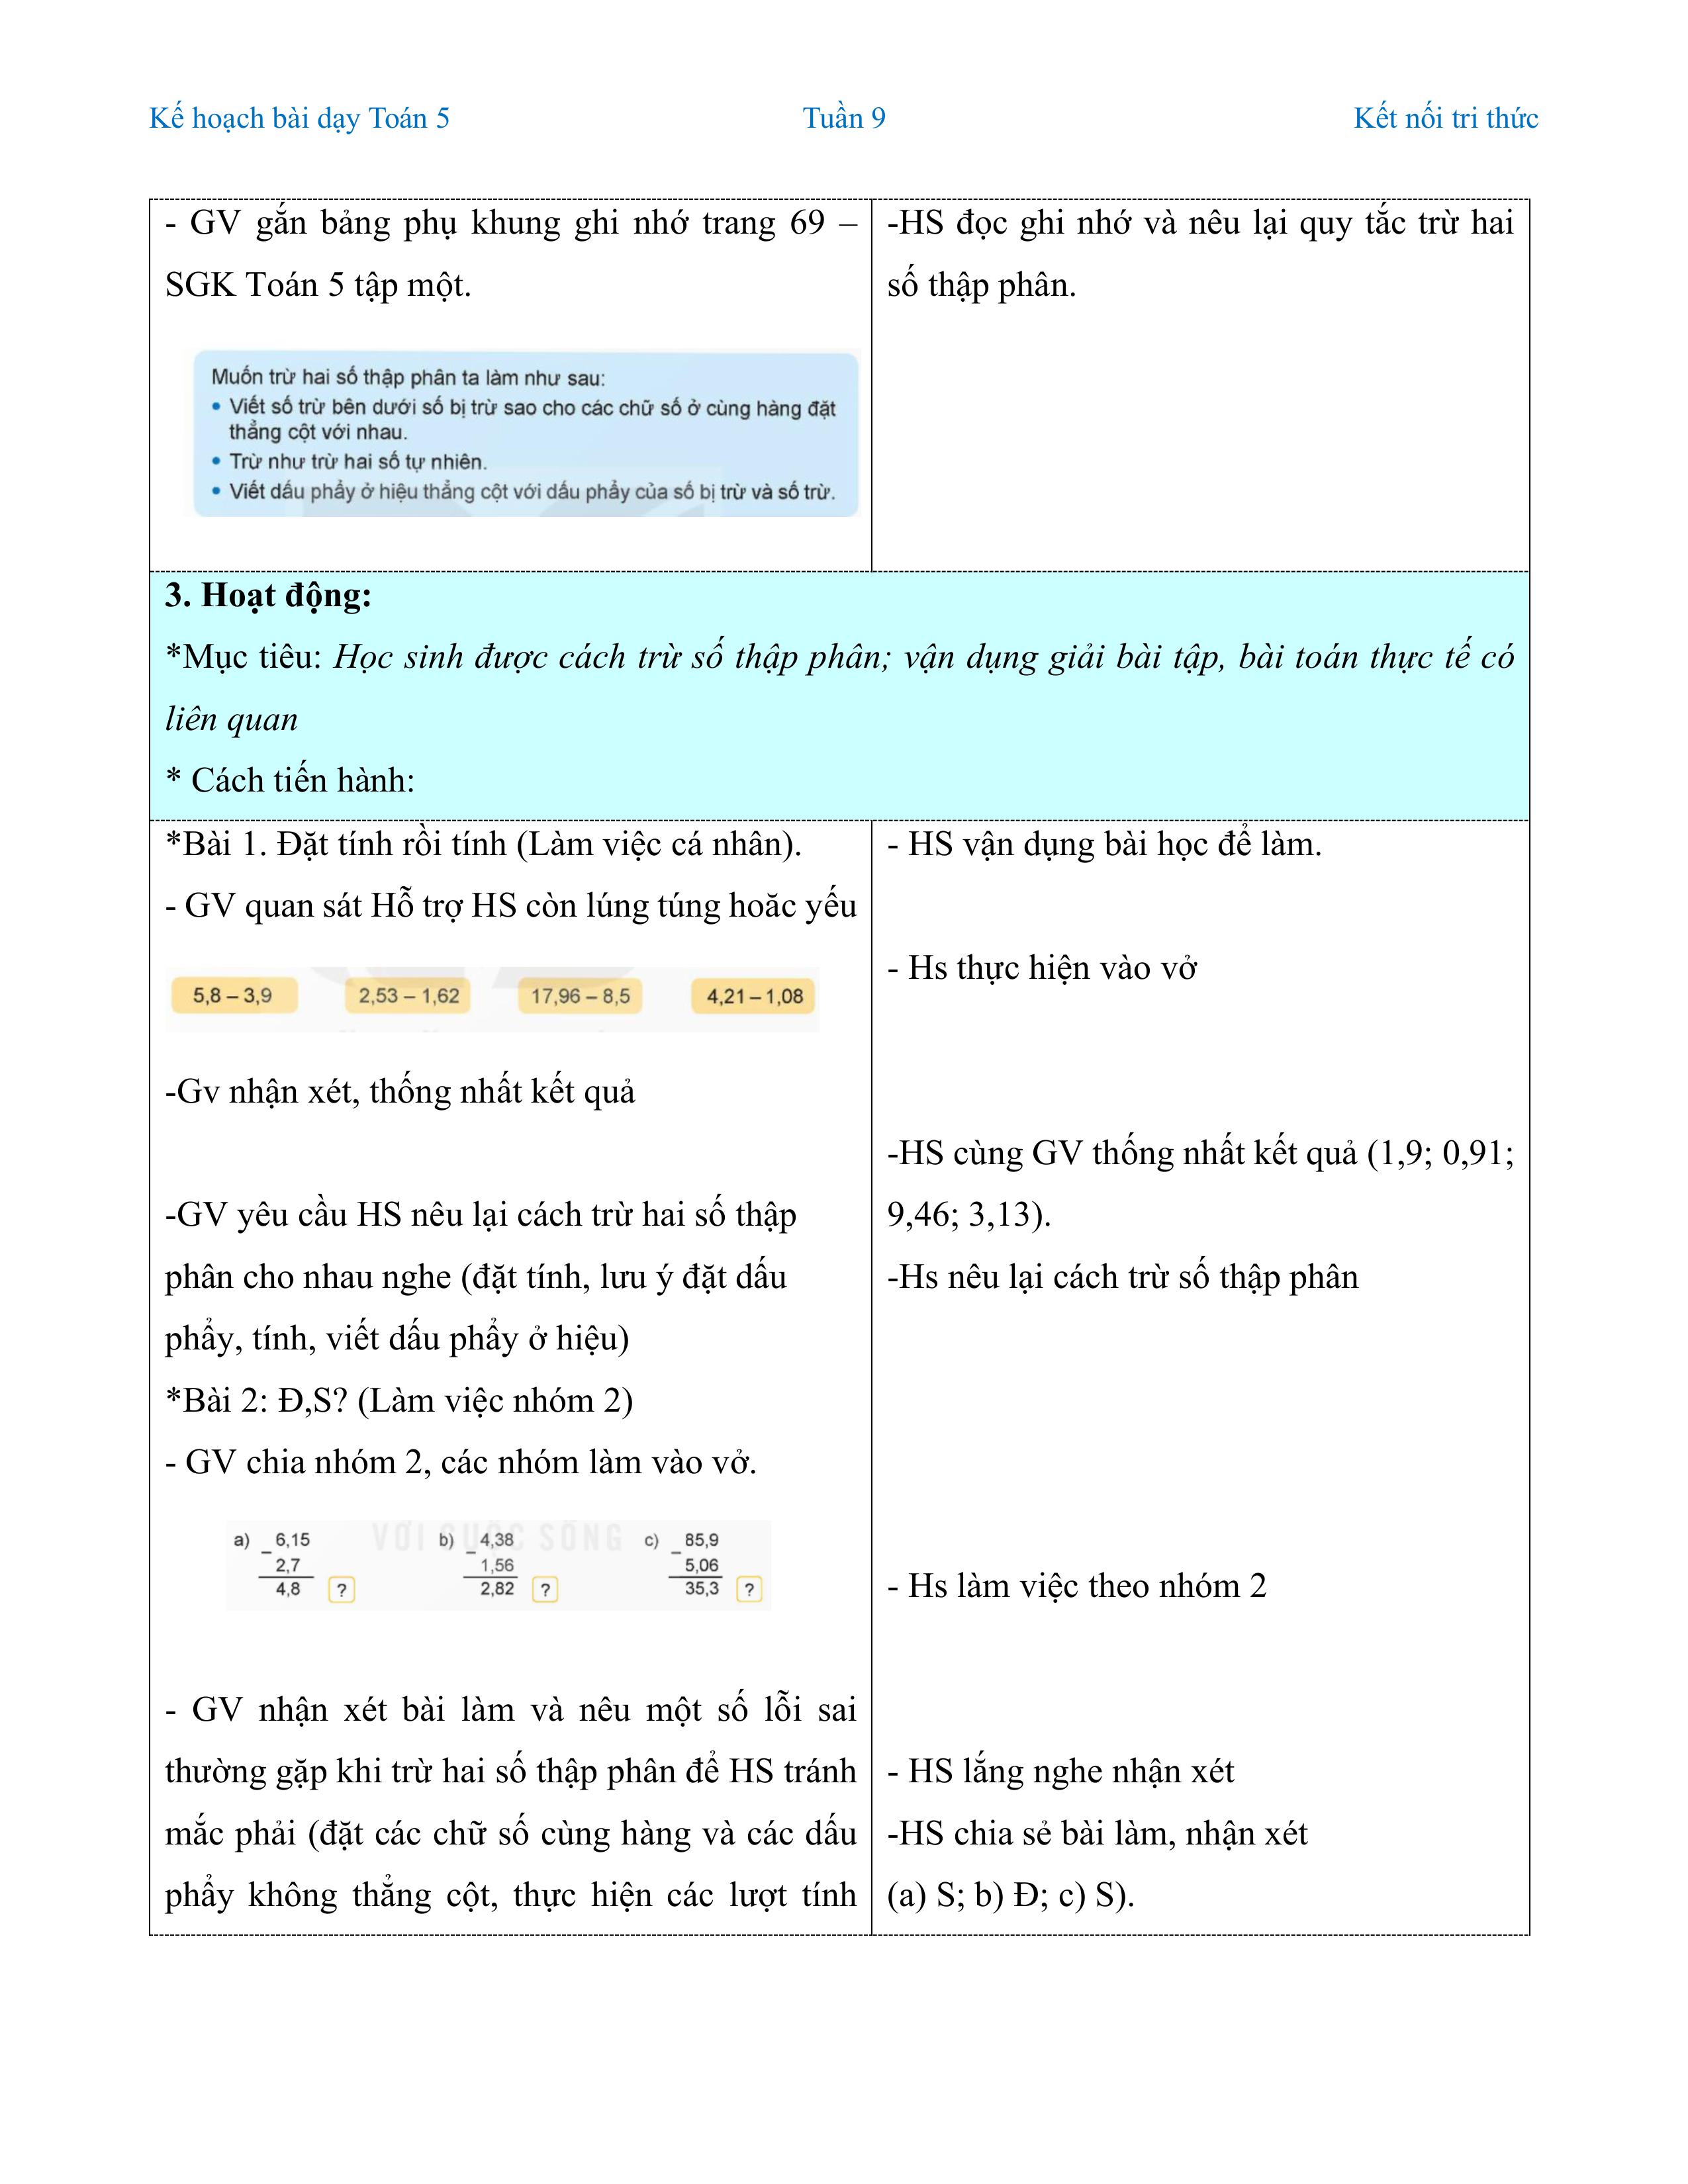 Kế hoạch bài dạy Toán 5 Tuần 9 Kết nối tri thức
- GV gắn bảng phụ khung ghi nhớ trang 69 –
SGK Toán 5 tập một.
Muốn trừ hai số thập phân ta làm như sau:
• Viết số trừ bên dưới số bị trừ sao cho các chữ số ở cùng hàng đặt
thẳng cột với nhau.
• Trừ như trừ hai số tự nhiên.
• Viết dấu phẩy ở hiệu thẳng cột với dấu phẩy của số bị trừ và số trừ.
-HS đọc ghi nhớ và nêu lại quy tắc trừ hai
số thập phân.
3. Hoạt động:
*Mục tiêu: Học sinh được cách trừ số thập phân; vận dụng giải bài tập, bài toán thực tế có
liên quan
* Cách tiến hành:
*Bài 1. Đặt tính rồi tính (Làm việc cá nhân).
- GV quan sát Hỗ trợ HS còn lúng túng hoăc yếu
5,8 – 3,9 2,53 – 1,62 17,96 – 8,5 4,21 – 1,08
-Gv nhận xét, thống nhất kết quả
-GV yêu cầu HS nêu lại cách trừ hai số thập
phân cho nhau nghe (đặt tính, lưu ý đặt dấu
phẩy, tính, viết dấu phẩy ở hiệu)
*Bài 2: Đ,S? (Làm việc nhóm 2)
- GV chia nhóm 2, các nhóm làm vào vở.
VỚI CUỘC SỐNG
a) – 6,15 b) – 4,38 c) – 85,9
2,7 1,56 5,06
4,8 ? 2,82 ? 35,3 ?
- GV nhận xét bài làm và nêu một số lỗi sai
thường gặp khi trừ hai số thập phân để HS tránh
mắc phải (đặt các chữ số cùng hàng và các dấu
phẩy không thẳng cột, thực hiện các lượt tính
- HS vận dụng bài học để làm.
- Hs thực hiện vào vở
-HS cùng GV thống nhất kết quả (1,9; 0,91;
9,46; 3,13).
-Hs nêu lại cách trừ số thập phân
- Hs làm việc theo nhóm 2
- HS lắng nghe nhận xét
-HS chia sẻ bài làm, nhận xét
(a) S; b) Đ; c) S).